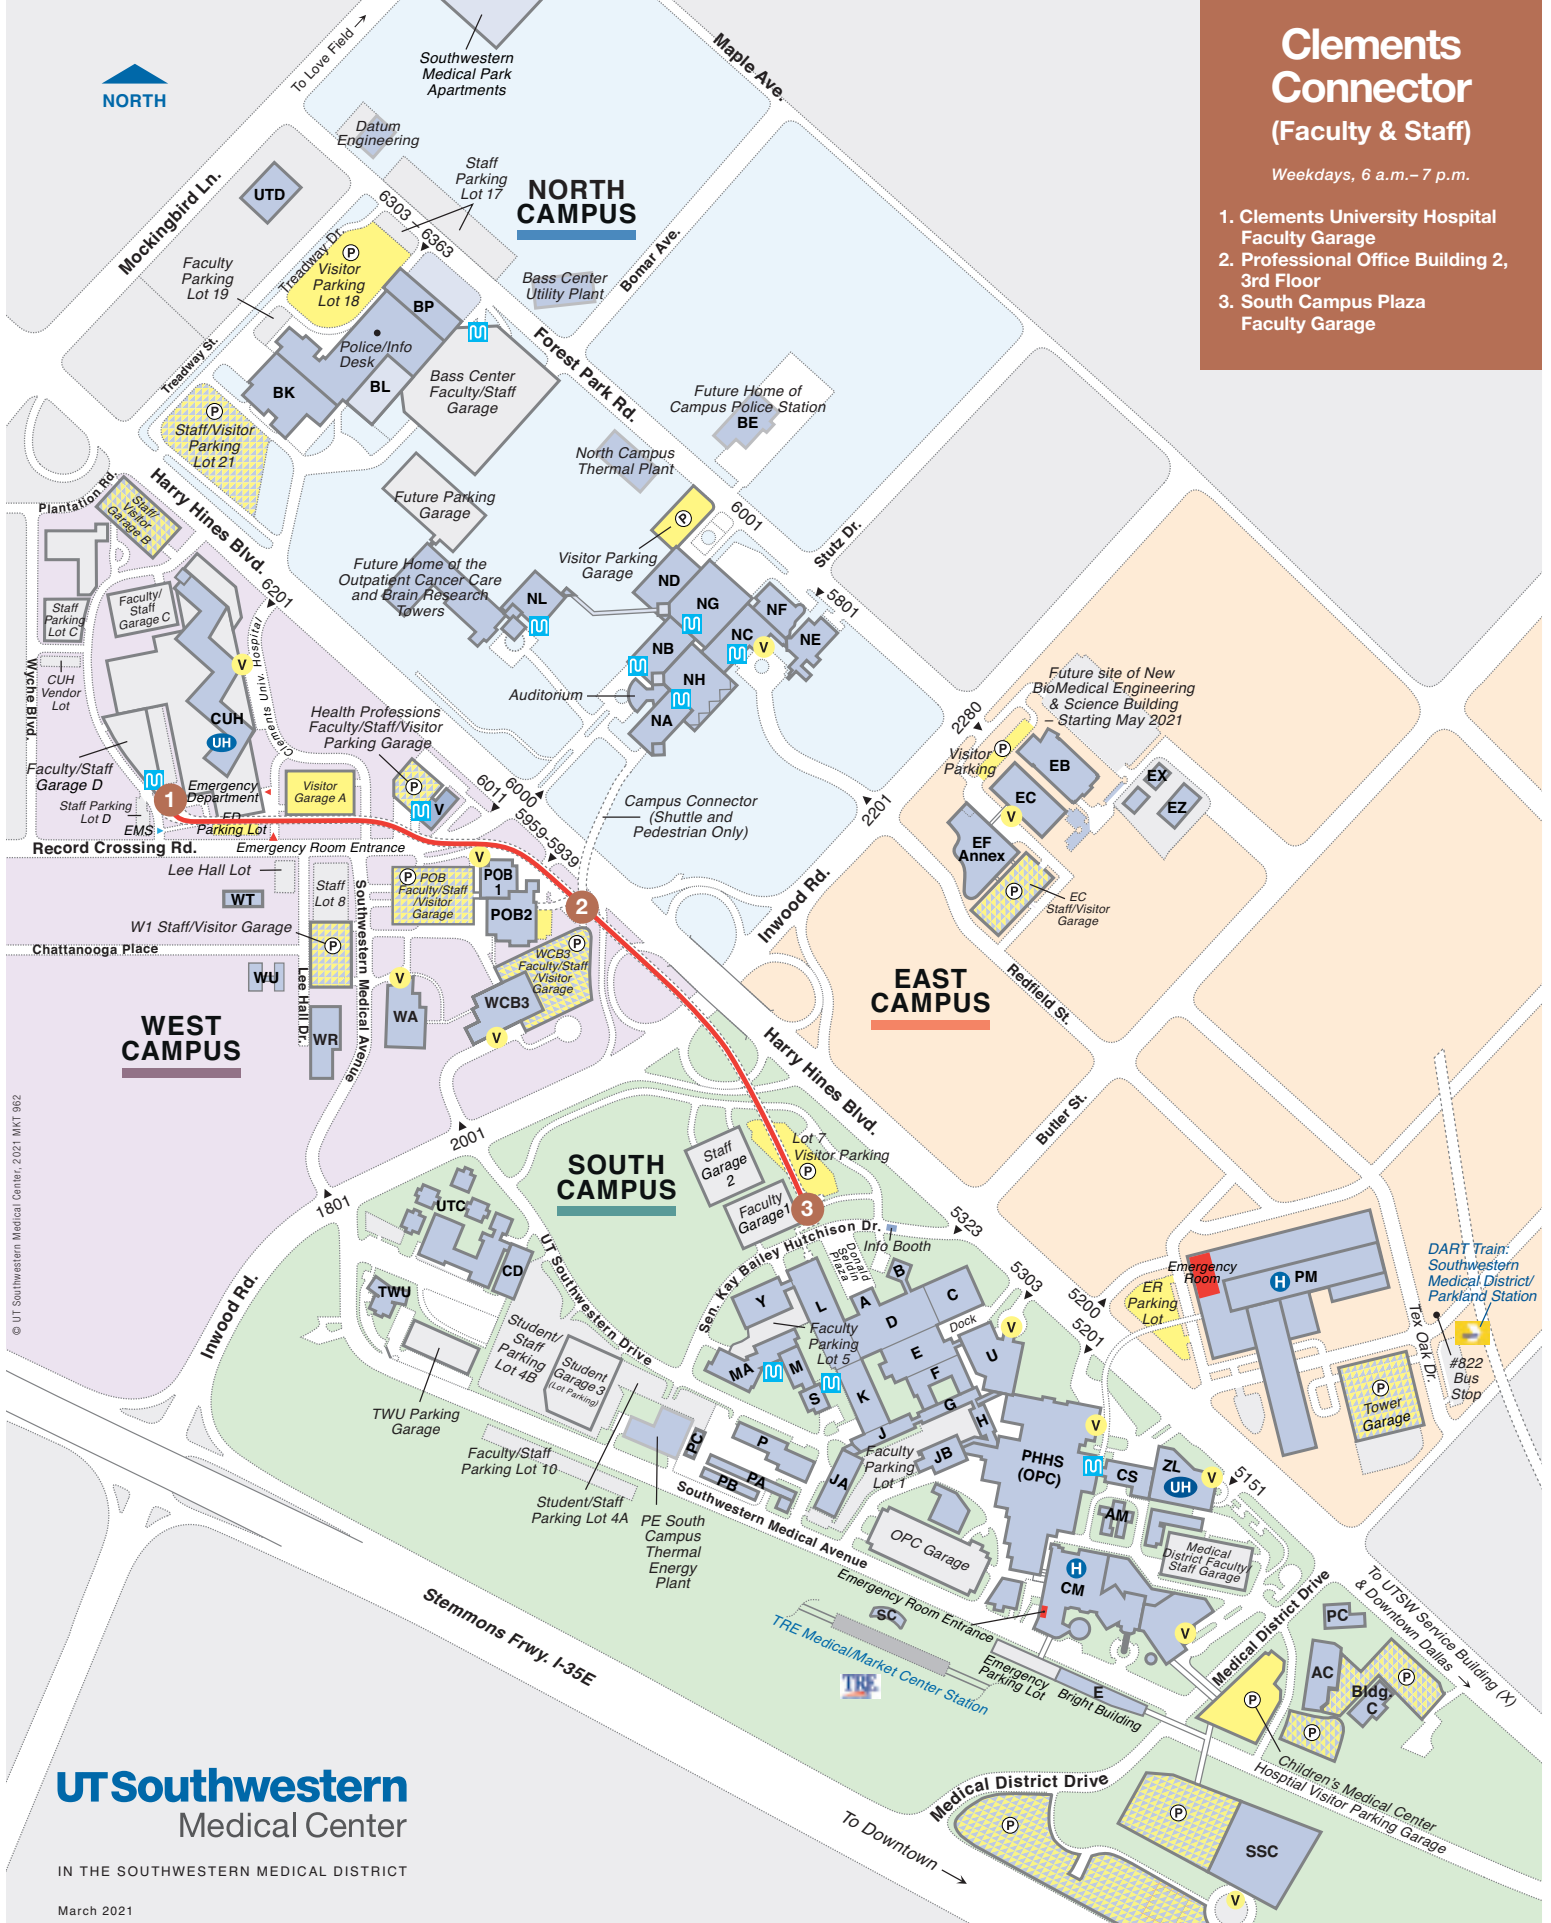 Clements
Connector
(Faculty & Staff)
Weekdays, 6 a.m.– 7 p.m.
1. Clements University Hospital
Faculty Garage
2. Professional Office Building 2,
3rd Floor
3. South Campus Plaza
Faculty Garage
NORTH
To Love Field
Southwestern
Medical Park
Apartments
Maple Ave.
Datum
Engineering
Staff
Parking
Lot 17
NORTH
CAMPUS
UTD
Mockingbird Ln.
6303 – 6363
Treadway Dr.
P
Visitor
Parking
Lot 18
Faculty
Parking
Lot 19
Bass Center
Utility Plant
Bomar Ave.
BP
Police/Info
Desk
BL
BK
Treadway St.
Bass Center
Faculty/Staff
Garage
Forest Park Rd.
Future Home of
Campus Police Station
BE
P
Staff/Visitor
Parking
Lot 21
North Campus
Thermal Plant
Plantation Rd.
Staff/
Visitor
Garage B
Harry Hines Blvd.
Future Parking
Garage
P
6001
Visitor Parking
Garage
Stutz Dr.
Future Home of the
Outpatient Cancer Care
and Brain Research
Towers
6201
5801
NL
ND
NG
NF
NC
V
NE
NB
NH
NA
Auditorium
Staff
Parking
Lot C
Faculty/
Staff
Garage C
V
Clements Univ. Hospital
Wyche Blvd.
CUH
Vendor
Lot
CUH
UH
Health Professions
Faculty/Staff/Visitor
Parking Garage
P
V
Faculty/Staff
Garage D
Staff Parking
Lot D
EMS
1
Emergency
Department
ED
Parking Lot
Visitor
Garage A
6011
6000
5959-5939
Campus Connector
(Shuttle and
Pedestrian Only)
2280
2201
Visitor
Parking
P
Future site of New
BioMedical Engineering
& Science Building
– Starting May 2021
EB
EC
EX
EZ
V
EF
Annex
P
EC
Staff/Visitor
Garage
Record Crossing Rd.
Emergency Room Entrance
Lee Hall Lot
WT
Staff
Lot 8
Southwestern Medical Avenue
P
POB
Faculty/Staff
/Visitor
Garage
V
POB
1
POB2
2
W1 Staff/Visitor Garage
P
Chattanooga Place
WU
Lee Hall Dr.
WR
V
WA
WCB3
P
WCB3
Faculty/Staff
/Visitor
Garage
V
Inwood Rd.
EAST
CAMPUS
Redfield St.
WEST
CAMPUS
Harry Hines Blvd.
Butler St.
2001
1801
SOUTH
CAMPUS
Staff
Garage
2
Lot 7
Visitor Parking
P
Faculty
Garage1
3
Sen. Kay Bailey Hutchison Dr.
Donald
Seldin
Plaza
Info Booth
5323
5303
5200
5201
UTC
CD
TWU
UT Southwestern Drive
Inwood Rd.
TWU Parking
Garage
Student/
Staff
Parking
Lot 4B
Student
Garage 3
(Lot Parking)
Faculty/Staff
Parking Lot 10
Student/Staff
Parking Lot 4A
PE South
Campus
Thermal
Energy
Plant
PC
PB
PA
P
Y
L
A
B
C
D
Dock
E
F
G
H
U
V
Faculty
Parking
Lot 5
MA
M
S
K
J
JA
JB
Faculty
Parking
Lot 1
PHHS
(OPC)
V
CS
ZL
UH
V
AM
5151
Emergency
Room
ER
Parking
Lot
H PM
DART Train:
Southwestern
Medical District/
Parkland Station
Tex Oak Dr.
#822
Bus
Stop
P
Tower
Garage
Southwestern Medical Avenue
OPC Garage
Medical
District Faculty/
Staff Garage
H
CM
V
Emergency Room Entrance
SC
TRE Medical/Market Center Station
TRE
Emergency
Parking Lot
E
Bright Building
Medical District Drive
To UTSW Service Building (X)
& Downtown Dallas
PC
AC
P
Bldg.
C
P
P
Children's Medical Center
Hosptial Visitor Parking Garage
Stemmons Frwy. I-35E
Medical District Drive
To Downtown
P
P
SSC
V
© UT Southwestern Medical Center, 2021 MKT 962
UT Southwestern
Medical Center
IN THE SOUTHWESTERN MEDICAL DISTRICT
March 2021